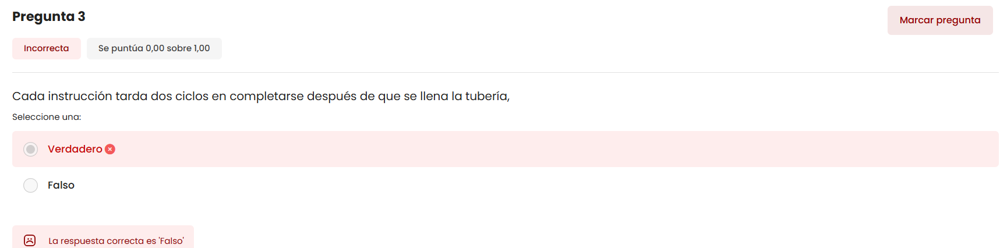 Pregunta 3
Marcar pregunta
Incorrecta
Se puntúa 0,00 sobre 1,00
Cada instrucción tarda dos ciclos en completarse después de que se llena la tubería,
Seleccione una:
Verdadero
Falso
La respuesta correcta es 'Falso'